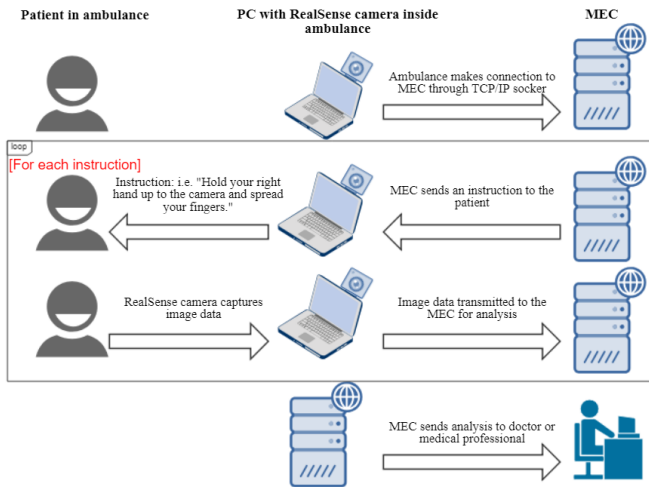 Patient in ambulance
PC with RealSense camera inside
ambulance
MEC
Ambulance makes connection to
MEC through TCP/IP socker
loop
[For each instruction]
Instruction: i.e. "Hold your right
hand up to the camera and spread
your fingers."
MEC sends an instruction to the
patient
RealSense camera captures
image data
Image data transmitted to the
MEC for analysis
MEC sends analysis to doctor or
medical professional